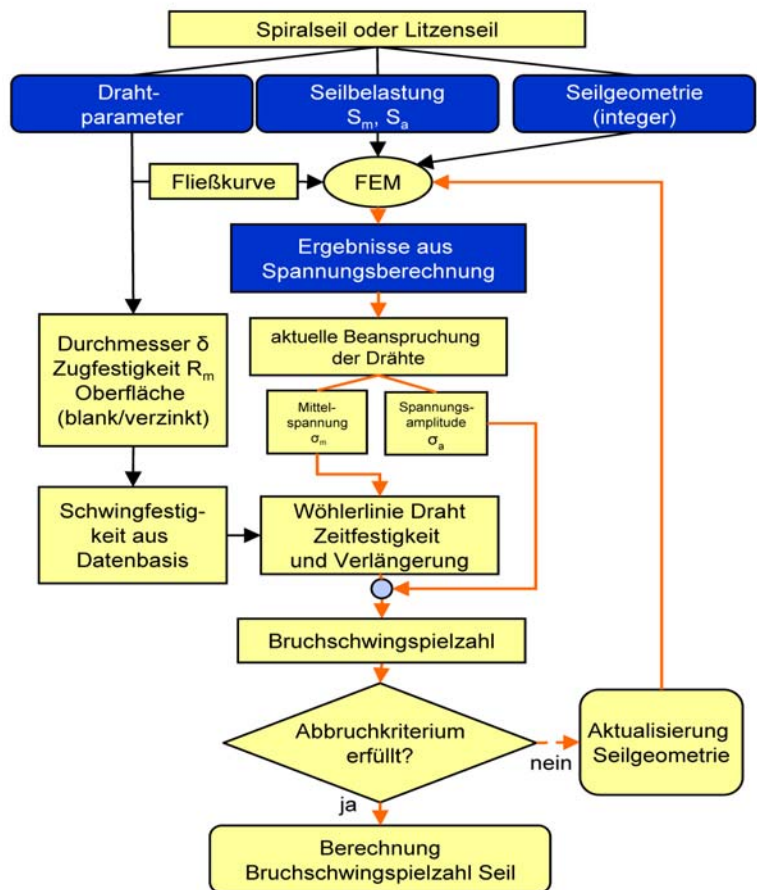 Spiralseil oder Litzenseil
Draht-
parameter
Seilbelastung
Sm, Sa
Seilgeometrie
(integer)
Fließkurve
FEM
Ergebnisse aus
Spannungsberechnung
Durchmesser δ
Zugfestigkeit Rm
Oberfläche
(blank/verzinkt)
aktuelle Beanspruchung
der Drähte
Mittel-
spannung
σm
Spannungs-
amplitude
σa
Schwingfestig-
keit aus
Datenbasis
Wöhlerlinie Draht
Zeitfestigkeit
und Verlängerung
Bruchschwingspielzahl
Abbruchkriterium
erfüllt?
nein
Aktualisierung
Seilgeometrie
ja
Berechnung
Bruchschwingspielzahl Seil